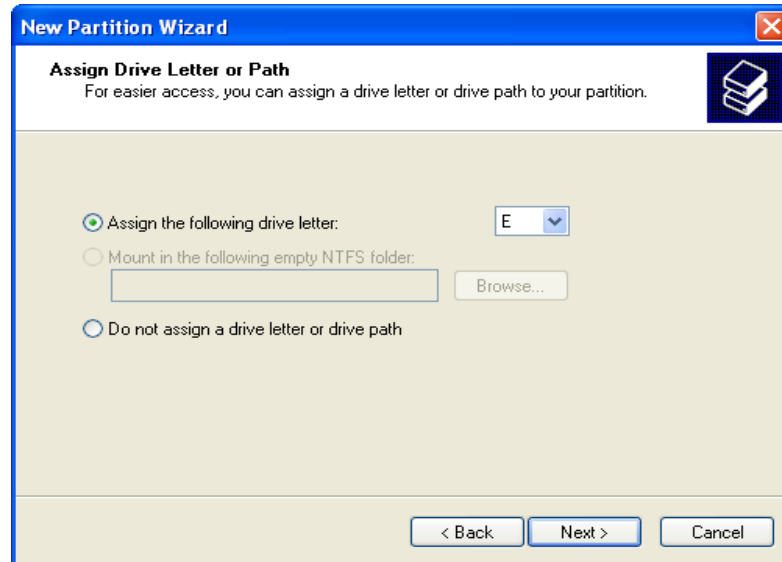 New Partition Wizard
Assign Drive Letter or Path
For easier access, you can assign a drive letter or drive path to your partition.
Assign the following drive letter: E
Mount in the following empty NTFS folder:
Browse...
Do not assign a drive letter or drive path
< Back Next > Cancel